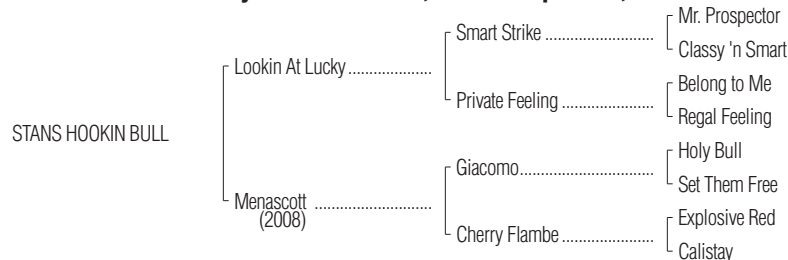 Mr. Prospector
Smart Strike
Classy 'n Smart
Lookin At Lucky
Belong to Me
Private Feeling
Regal Feeling
STANS HOOKIN BULL
Holy Bull
Giacomo
Set Them Free
Menascott
(2008)
Explosive Red
Cherry Flambe
Calistay